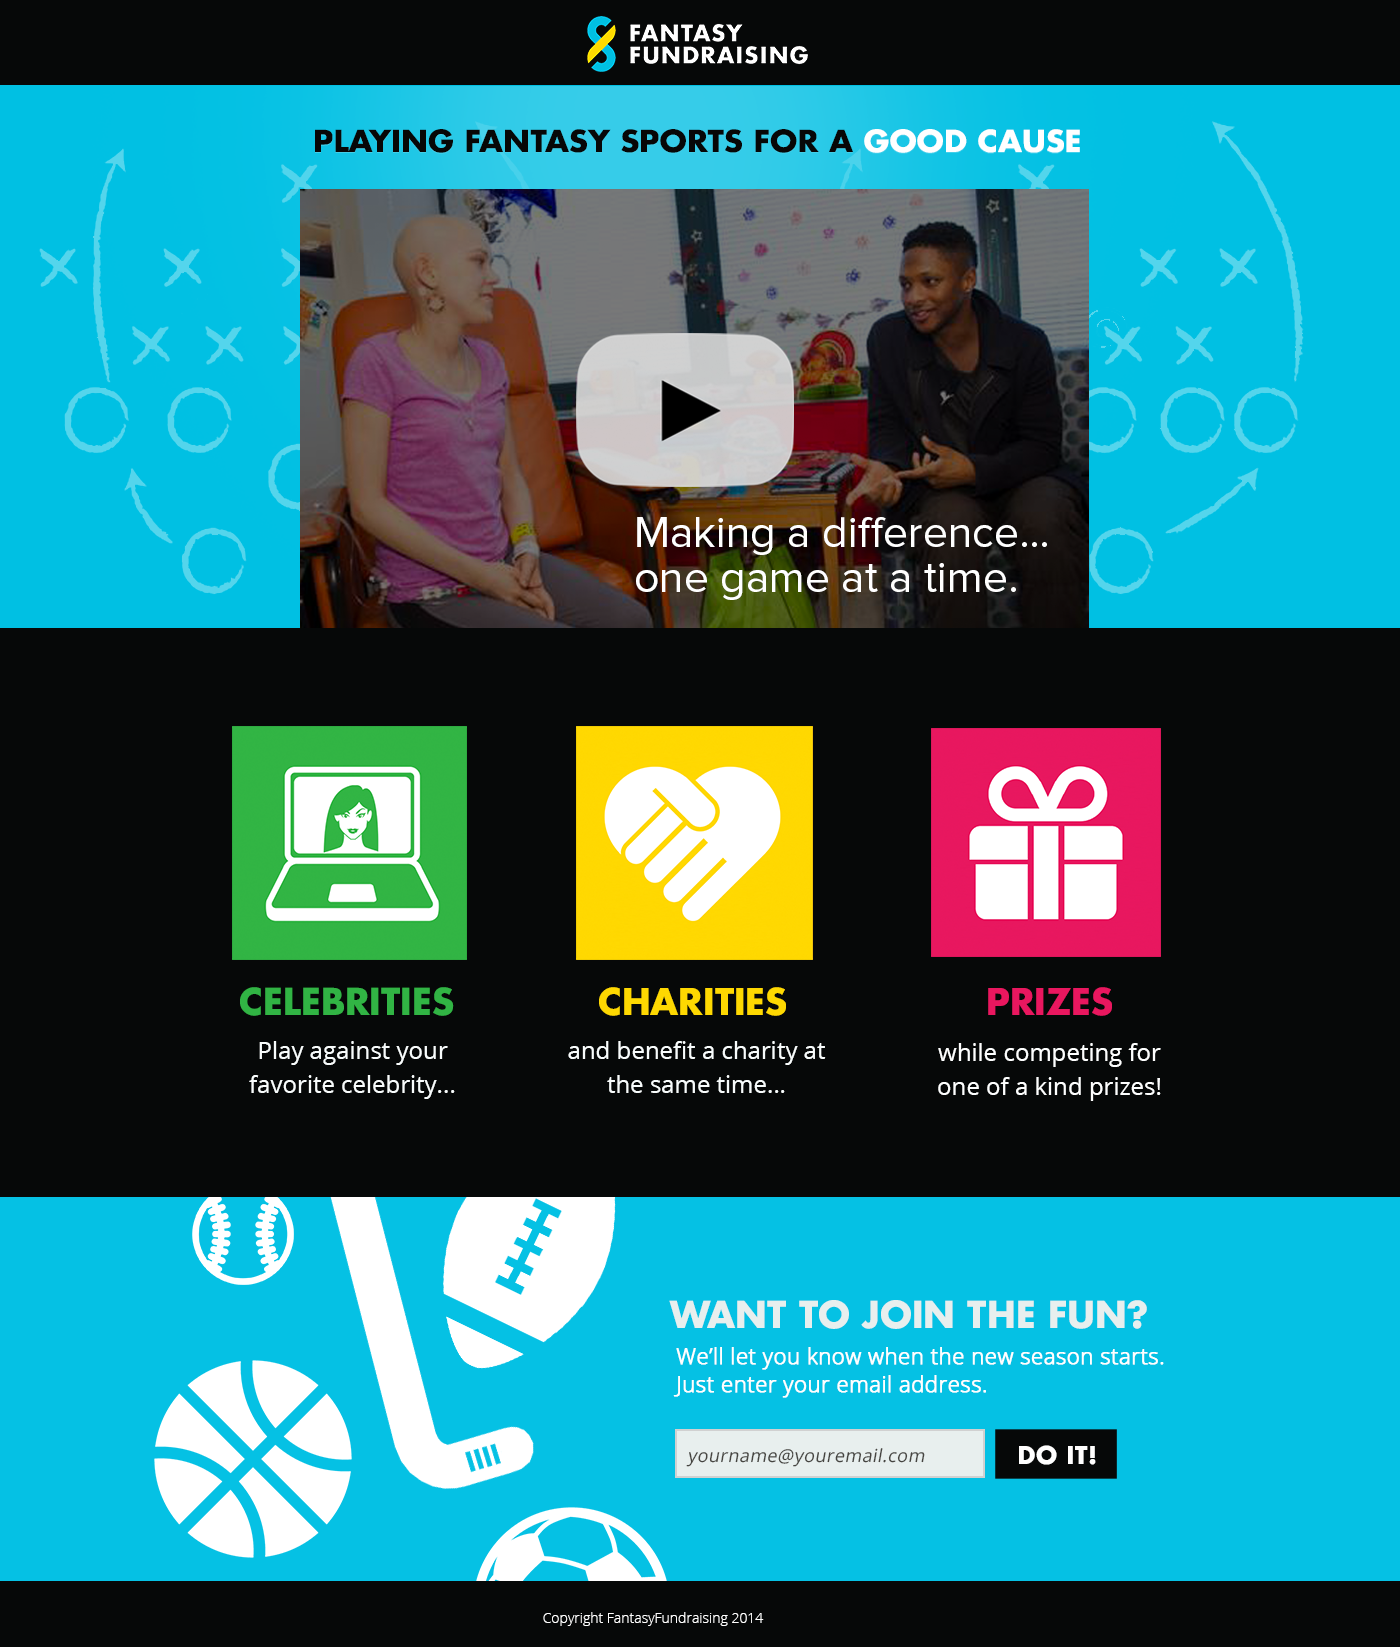 FANTASY
FUNDRAISING
PLAYING FANTASY SPORTS FOR A GOOD CAUSE
Making a difference...
one game at a time.
CELEBRITIES
Play against your
favorite celebrity...
CHARITIES
and benefit a charity at
the same time...
PRIZES
while competing for
one of a kind prizes!
WANT TO JOIN THE FUN?
We'll let you know when the new season starts.
Just enter your email address.
yourname@youremail.com
DO IT!
Copyright FantasyFundraising 2014